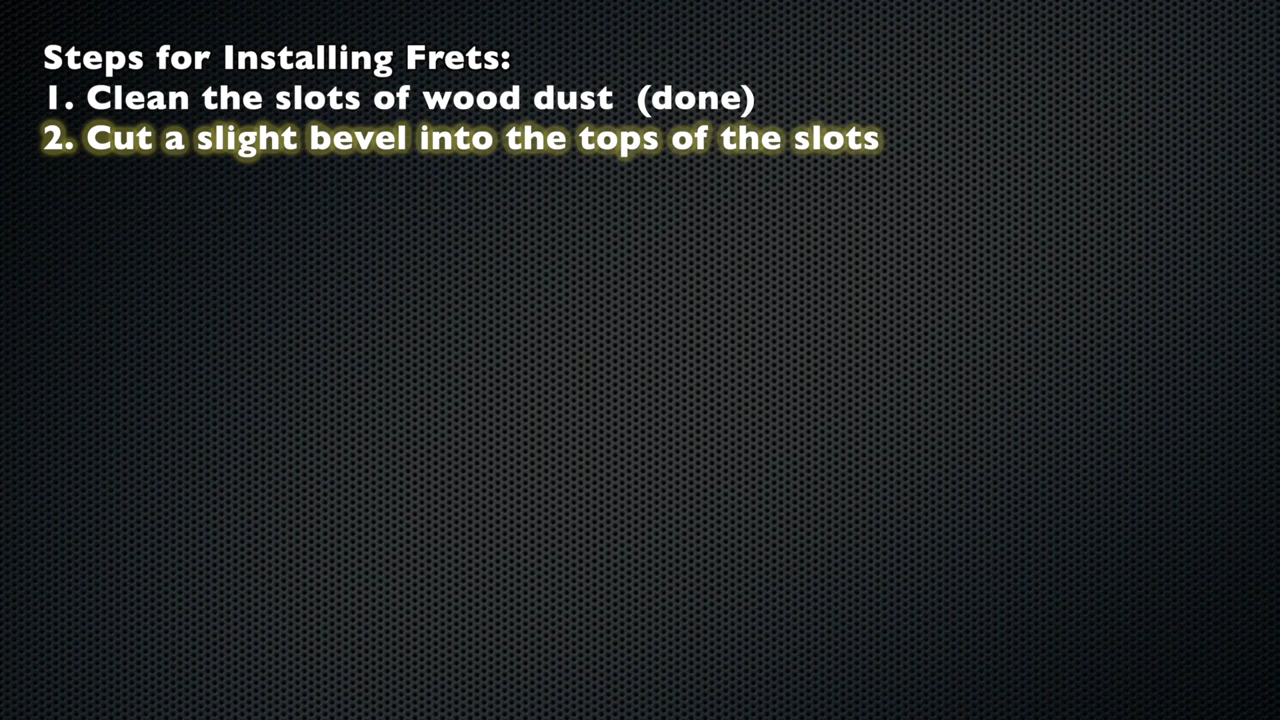 Steps for Installing Frets:
1. Clean the slots of wood dust (done)
2. Cut a slight bevel into the tops of the slots